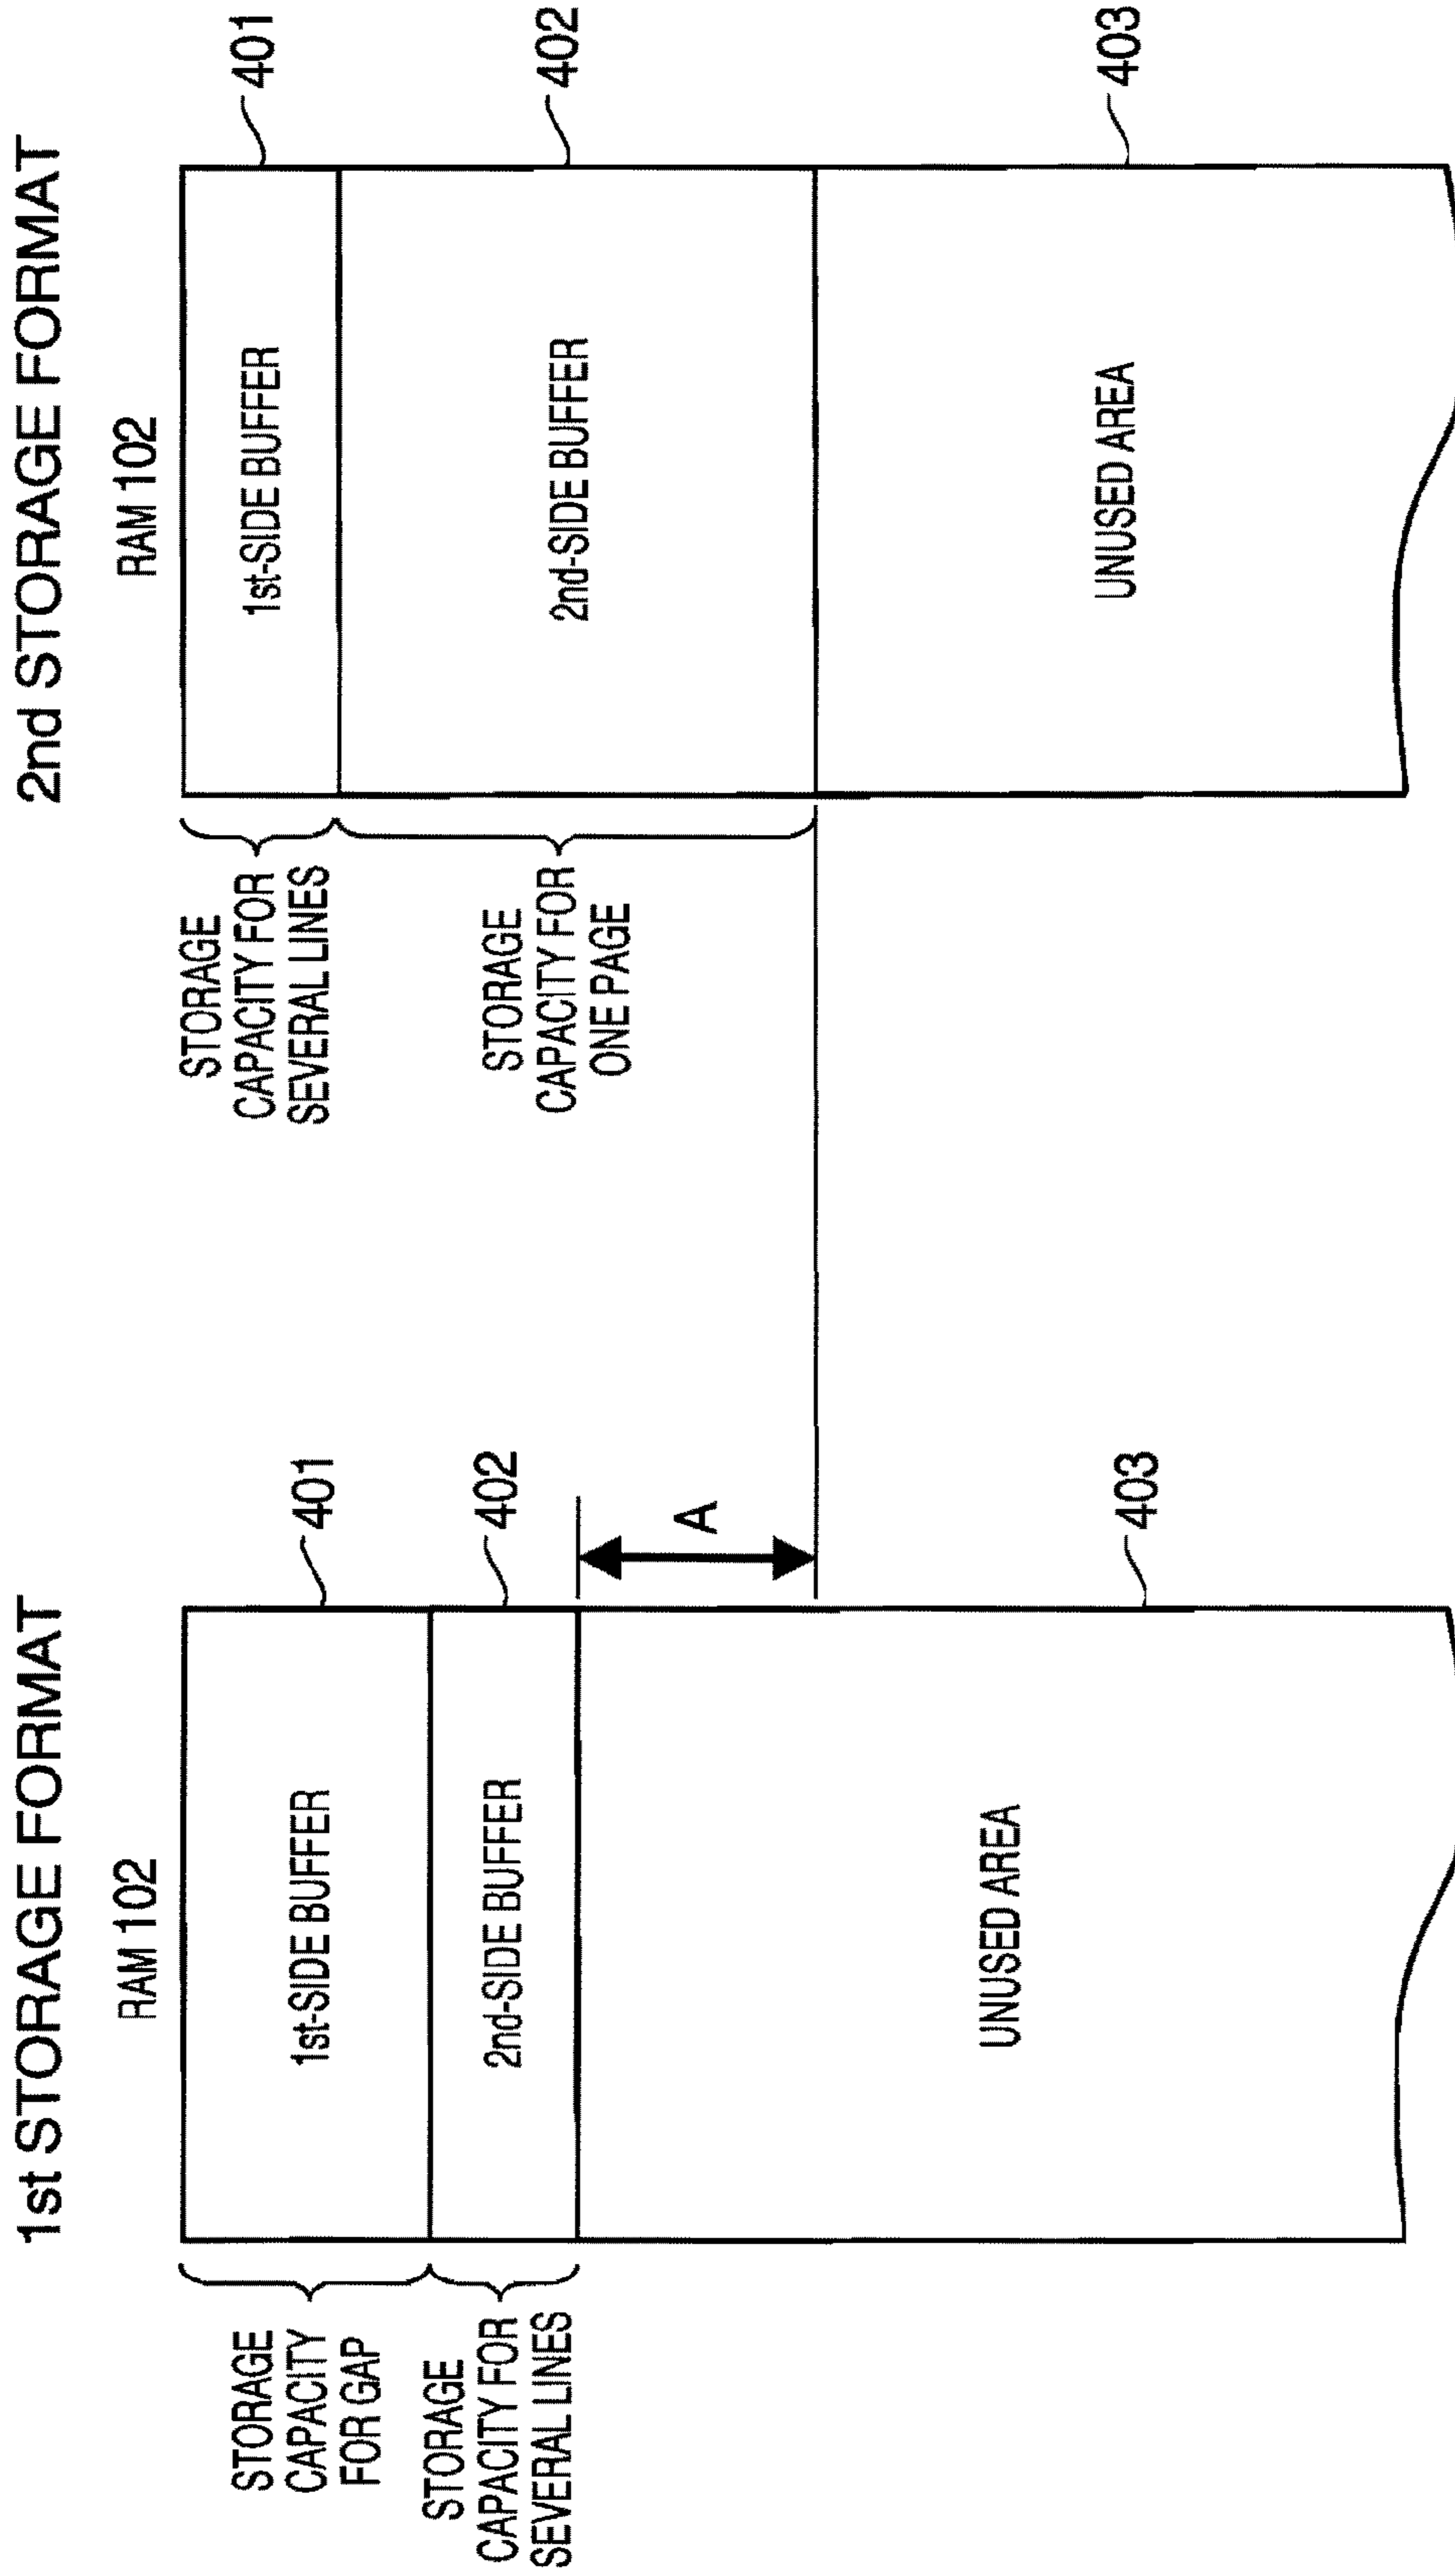 1st STORAGE FORMAT
RAM 102
STORAGE
CAPACITY
FOR GAP
STORAGE
CAPACITY FOR
SEVERAL LINES
1st-SIDE BUFFER
401
2nd-SIDE BUFFER
402
A
UNUSED AREA
403
2nd STORAGE FORMAT
RAM 102
STORAGE
CAPACITY FOR
SEVERAL LINES
STORAGE
CAPACITY FOR
ONE PAGE
1st-SIDE BUFFER
401
2nd-SIDE BUFFER
402
UNUSED AREA
403